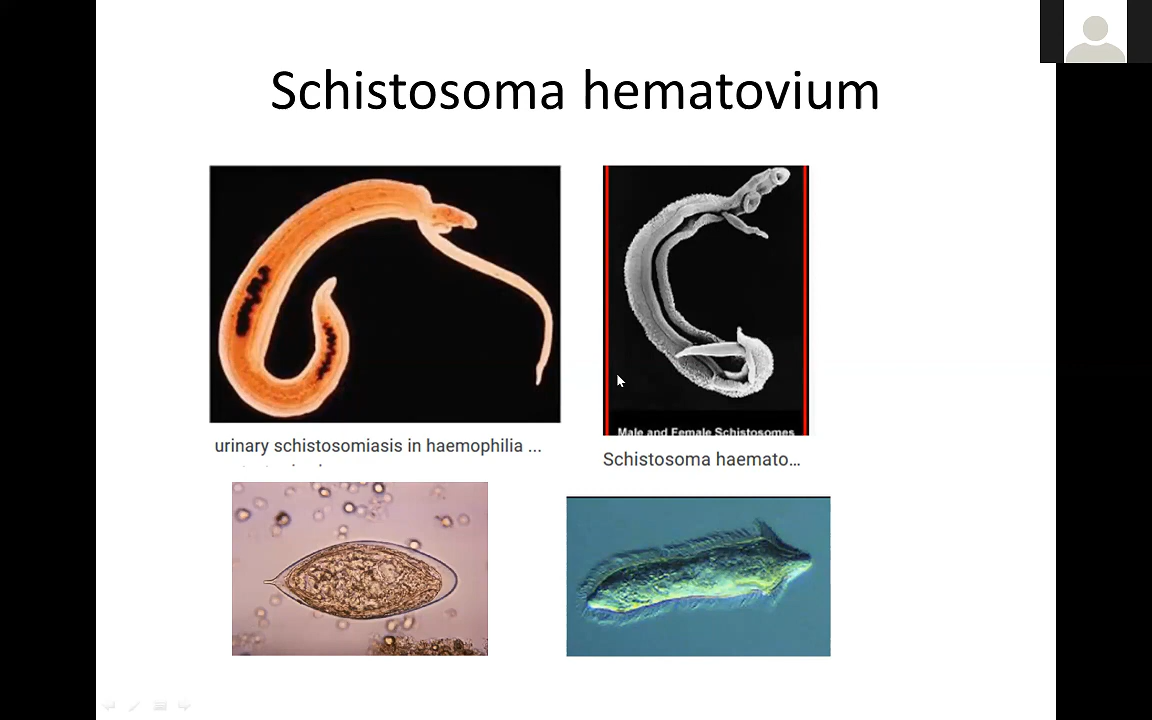 Schistosoma hematovium
urinary schistosomiasis in haemophilia ...
Male and Female Schistosomes
Schistosoma haemato...